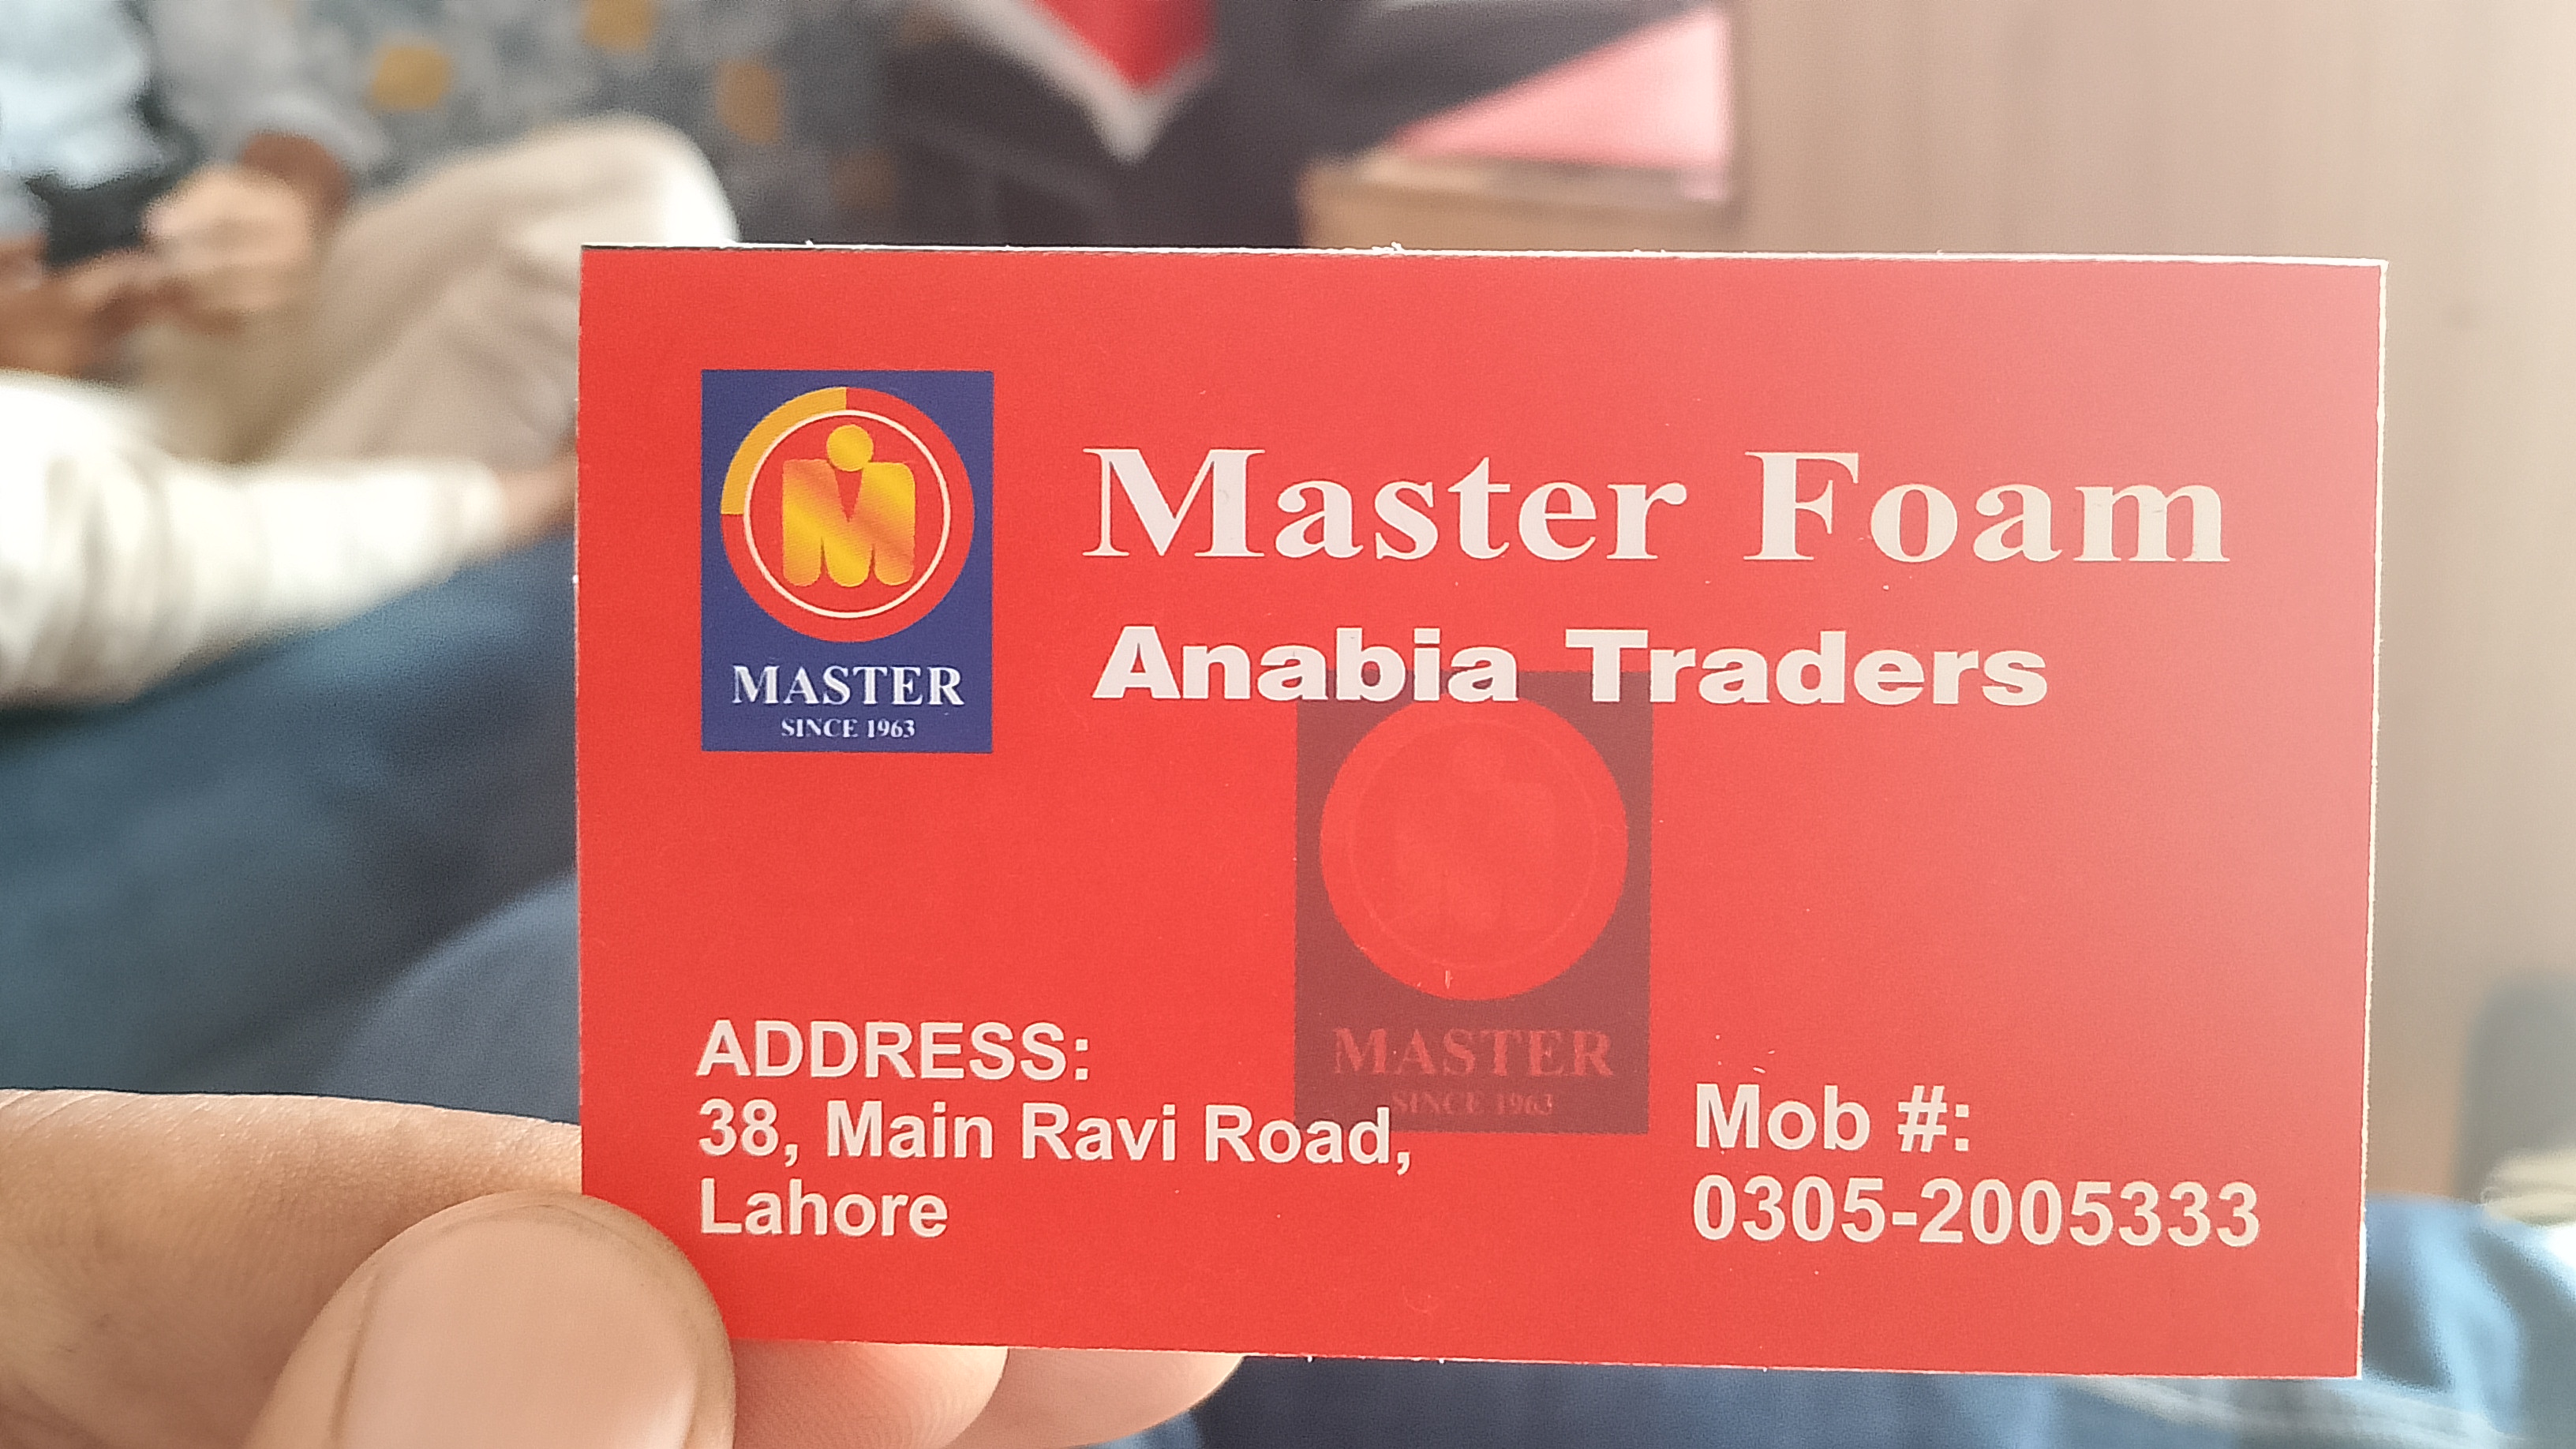 MASTER
SINCE 1963
Master Foam
Anabia Traders
MASTER
SINCE 1963
ADDRESS:
38, Main Ravi Road,
Lahore
Mob #:
0305-2005333